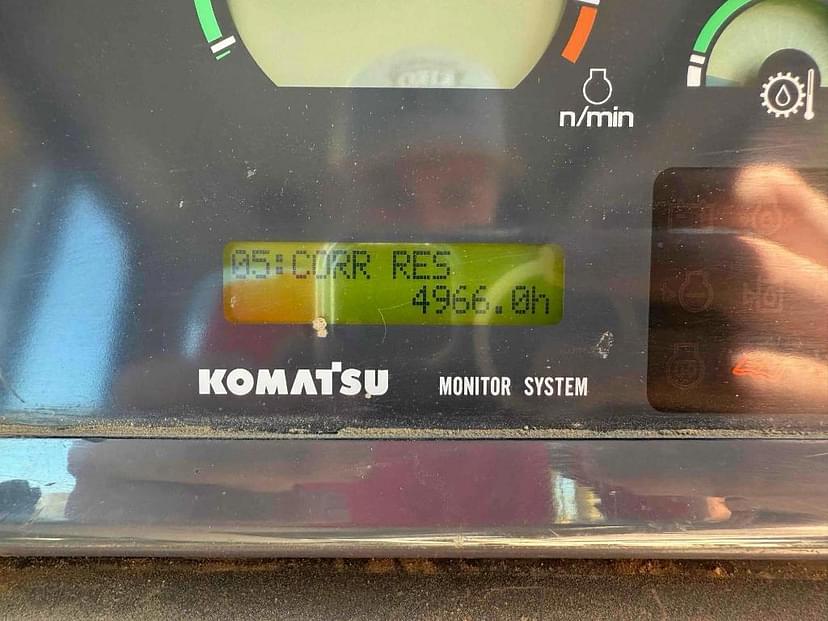 n/min
05:CORR RES
4966.0h
KOMATSU
MONITOR SYSTEM